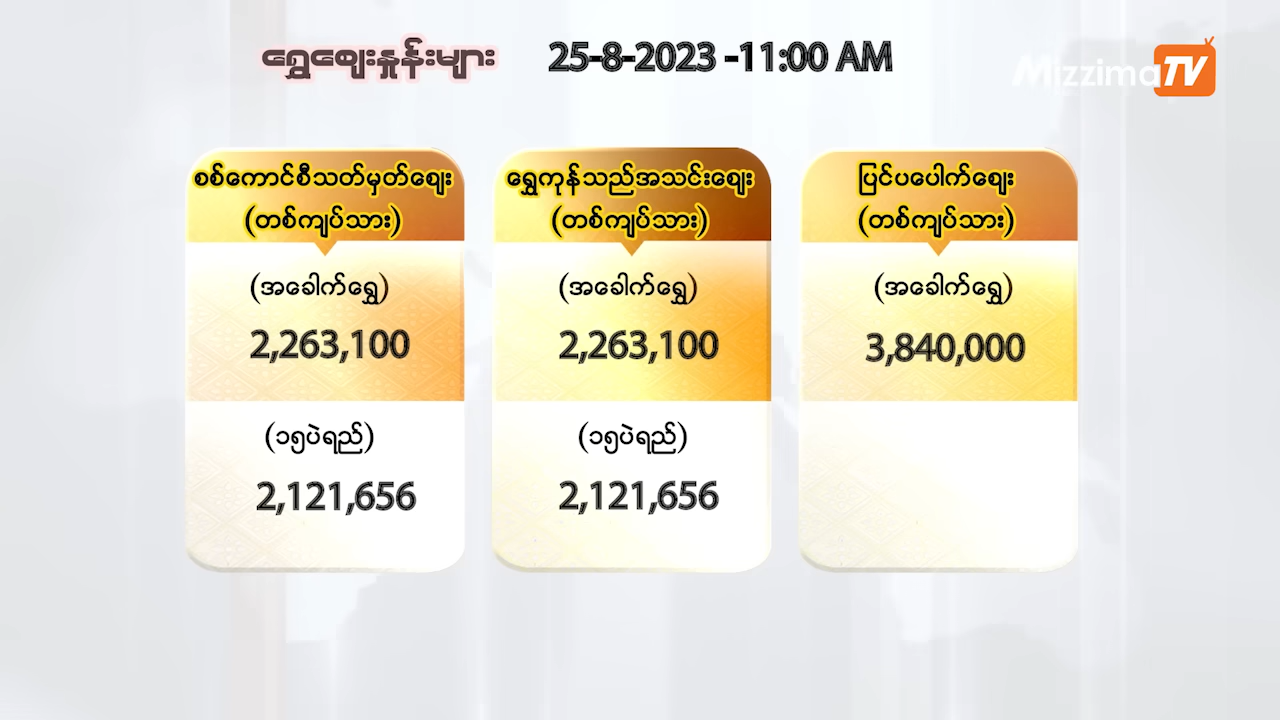 ရွှေဈေးနှုန်းများ 25-8-2023 -11:00 AM
Mizzima TV
စစ်ကောင်စီသတ်မှတ်ဈေး
(တစ်ကျပ်သား)
(အခေါက်ရွှေ)
2,263,100
(၁၅ပဲရည်)
2,121,656
ရွှေကုန်သည်အသင်းဈေး
(တစ်ကျပ်သား)
(အခေါက်ရွှေ)
2,263,100
(၁၅ပဲရည်)
2,121,656
ပြင်ပပေါက်ဈေး
(တစ်ကျပ်သား)
(အခေါက်ရွှေ)
3,840,000